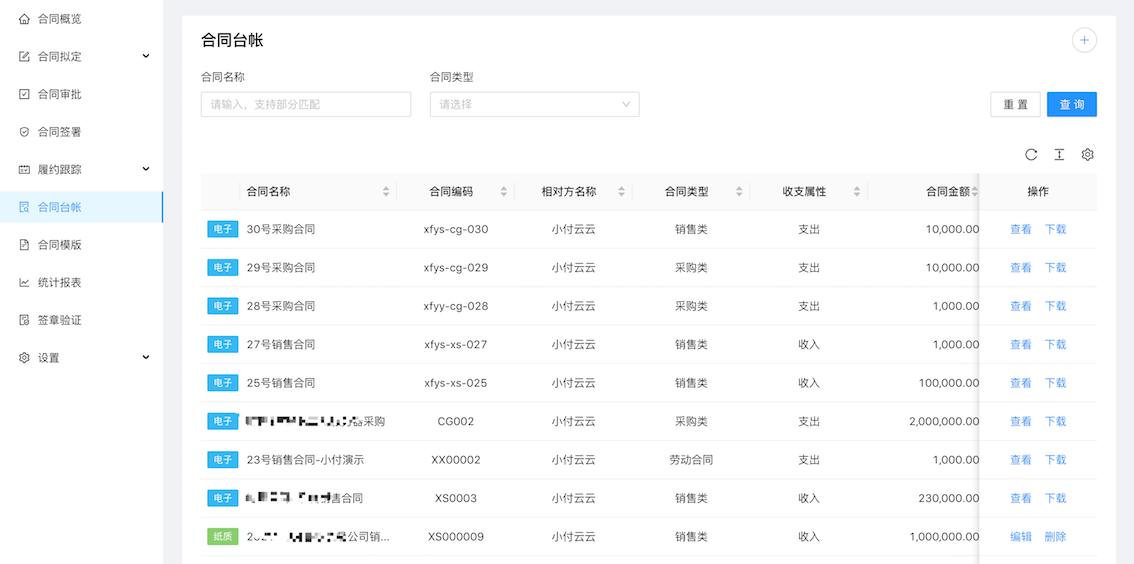 合同概览
合同拟定
合同审批
合同签署
履约跟踪
合同台帐
合同模版
统计报表
签章验证
设置
合同台帐
合同名称 合同类型
请输入，支持部分匹配 请选择 重 置 查 询
合同名称 合同编码 相对方名称 合同类型 收支属性 合同金额 操作
电子 30号采购合同 xfys-cg-030 小付云云 销售类 支出 10,000.00 查看 下载
电子 29号采购合同 xfys-cg-029 小付云云 采购类 支出 10,000.00 查看 下载
电子 28号采购合同 xfyy-cg-028 小付云云 采购类 支出 1,000.00 查看 下载
电子 27号销售合同 xfys-xs-027 小付云云 销售类 收入 1,000.00 查看 下载
电子 25号销售合同 xfys-xs-025 小付云云 销售类 收入 100,000.00 查看 下载
电子 采购 CG002 小付云云 采购类 支出 2,000,000.00 查看 下载
电子 23号销售合同-小付演示 XX00002 小付云云 劳动合同 支出 1,000.00 查看 下载
电子 售合同 XS0003 小付云云 销售类 收入 230,000.00 查看 下载
纸质 公司销... XS000009 小付云云 销售类 收入 1,000,000.00 编辑 删除